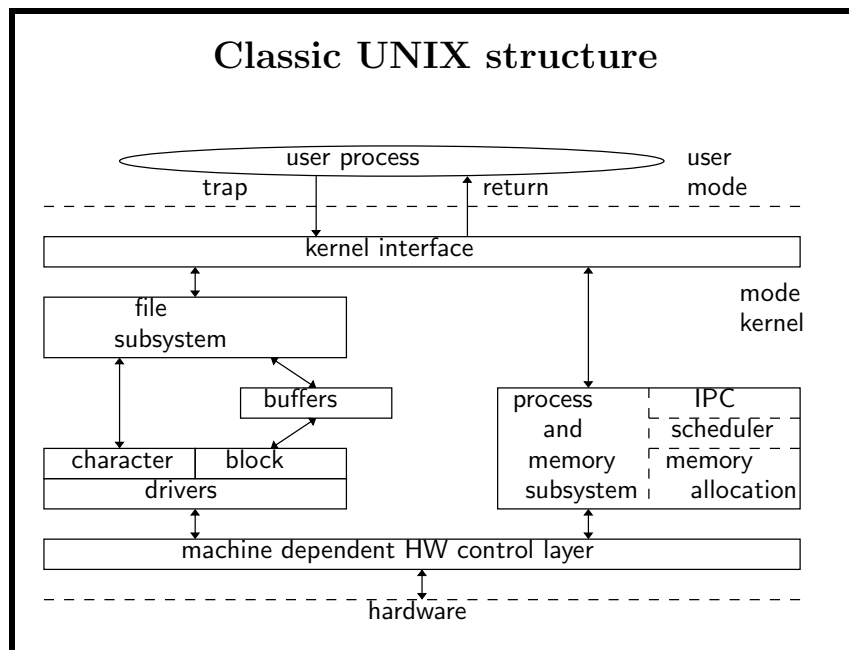 Classic UNIX structure
user process
user
trap
return
mode
kernel interface
mode
kernel
file
subsystem
buffers
process
and
memory
subsystem
IPC
scheduler
memory
allocation
character
block
drivers
machine dependent HW control layer
hardware